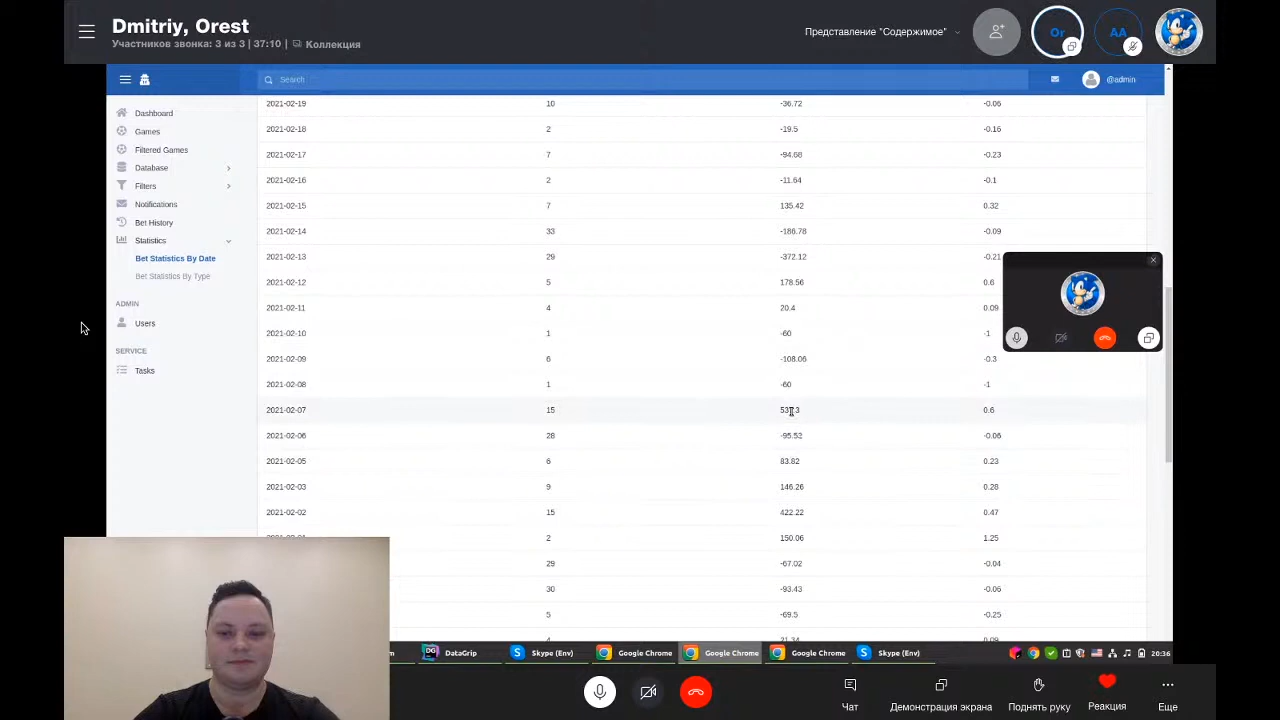 Dmitriy, Orest
Участников звонка: 3 из 3 | 37:10 | Коллекция
Представление "Содержимое"
Or
AA
Search
@admin
Dashboard
Games
Filtered Games
Database
Filters
Notifications
Bet History
Statistics
Bet Statistics By Date
Bet Statistics By Type
ADMIN
Users
SERVICE
Tasks
2021-02-19 10 -36.72 -0.06
2021-02-18 2 -19.5 -0.16
2021-02-17 7 -94.68 -0.23
2021-02-16 2 -11.64 -0.1
2021-02-15 7 135.42 0.32
2021-02-14 33 -186.78 -0.09
2021-02-13 29 -372.12 -0.21
2021-02-12 5 178.56 0.6
2021-02-11 4 20.4 0.09
2021-02-10 1 -60 -1
2021-02-09 6 -108.06 -0.3
2021-02-08 1 -60 -1
2021-02-07 15 0.6
2021-02-06 28 -95.52 -0.06
2021-02-05 6 83.82 0.23
2021-02-03 9 146.26 0.28
2021-02-02 15 422.22 0.47
2 150.06 1.25
29 -67.02 -0.04
30 -93.43 -0.06
5 -69.5 -0.25
4 21.34 0.09
DG DataGrip
Skype (Env)
Google Chrome
Google Chrome
Google Chrome
Skype (Env)
20:36
Чат
Демонстрация экрана
Поднять руку
Реакция
Еще